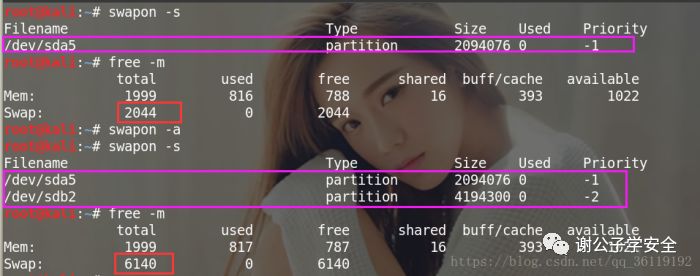 root@kali:~# swapon -s
Filename Type Size Used Priority
/dev/sda5 partition 2094076 0 -1
root@kali:~# free -m
total used free shared buff/cache available
Mem: 1999 816 788 16 393 1022
Swap: 2044 0 2044
root@kali:~# swapon -a
root@kali:~# swapon -s
Filename Type Size Used Priority
/dev/sda5 partition 2094076 0 -1
/dev/sdb2 partition 4194300 0 -2
root@kali:~# free -m
total used free shared buff/cache available
Mem: 1999 817 787 16 393
Swap: 6140 0 6140
谢公子学安全
https://blog.csdn.net/qq_36119192